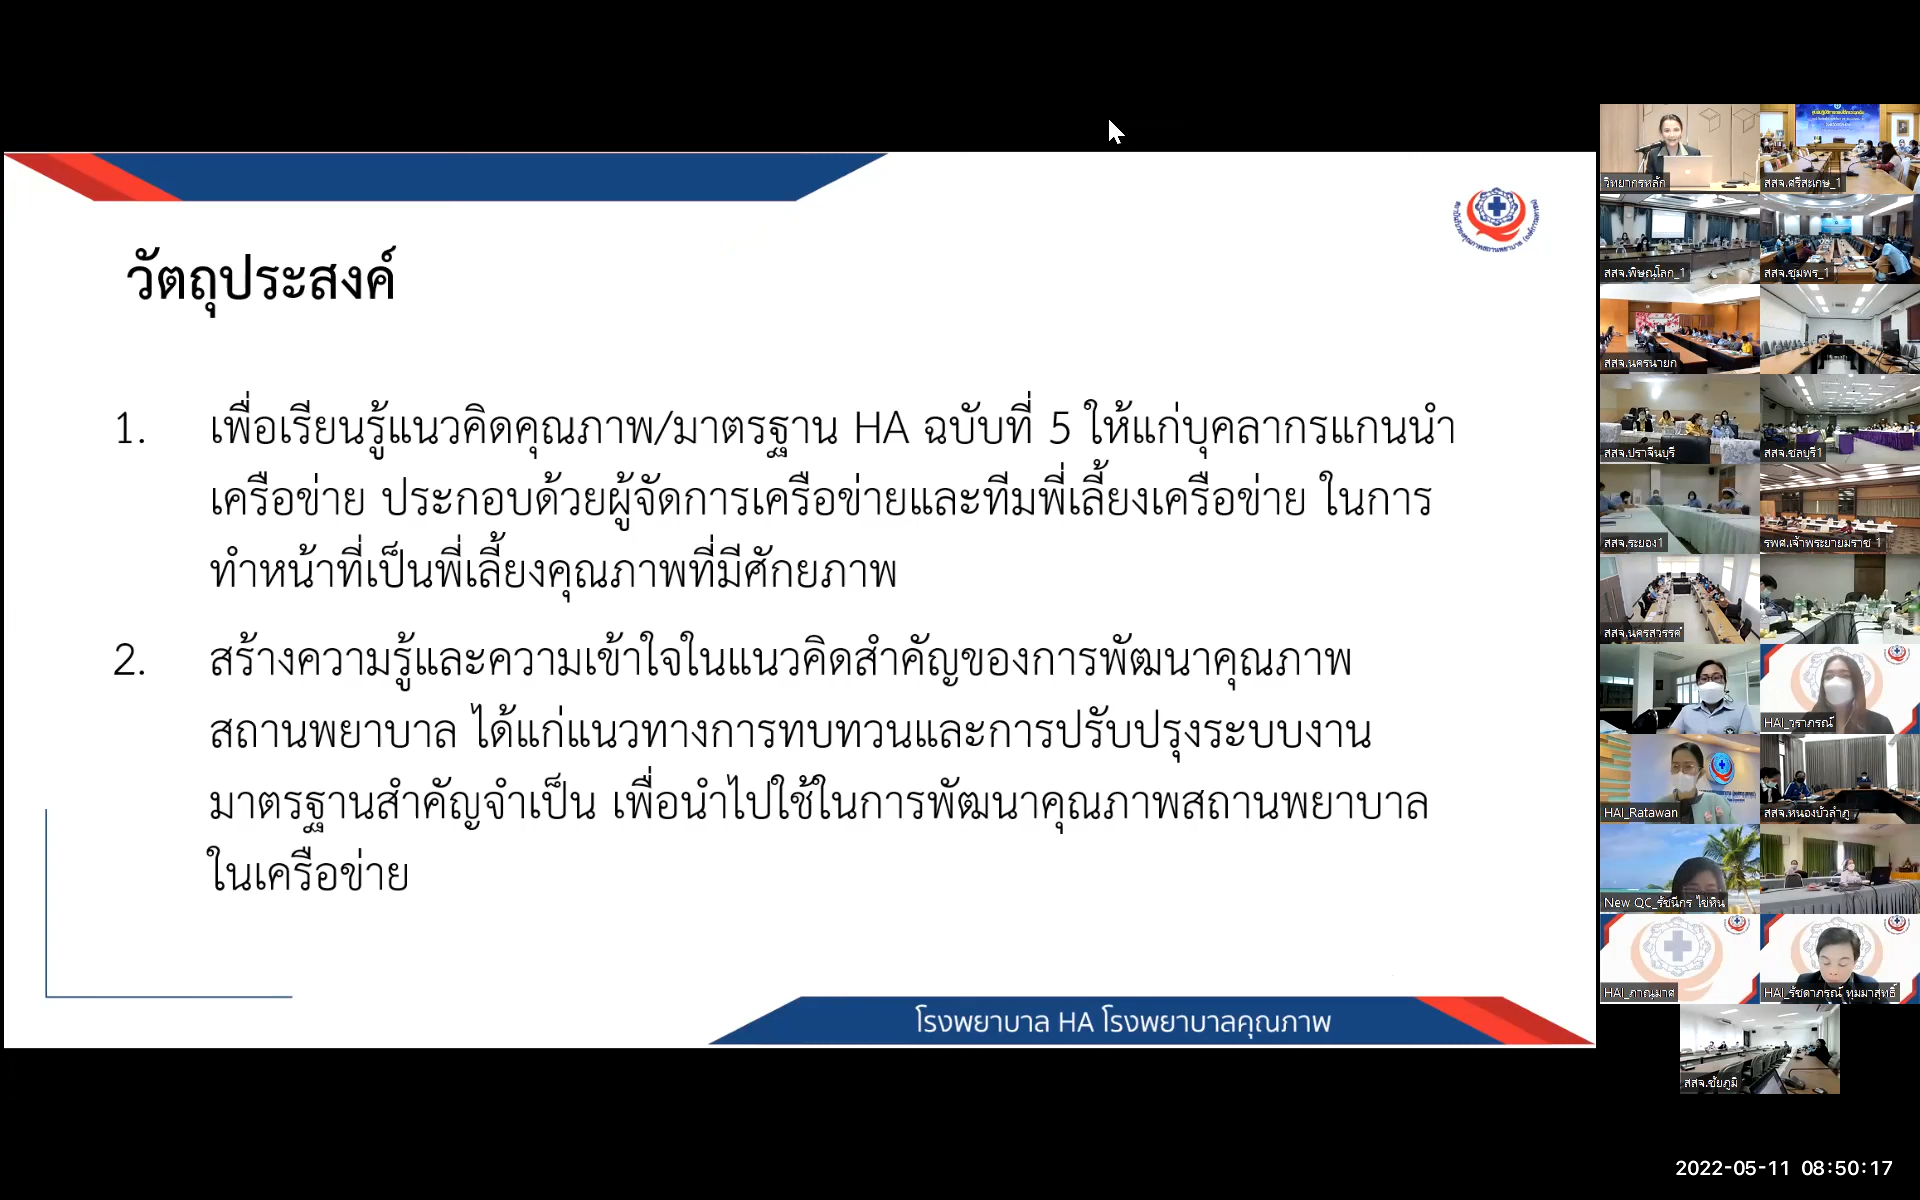 วัตถุประสงค์
1. เพื่อเรียนรู้แนวคิดคุณภาพ/มาตรฐาน HA ฉบับที่ 5 ให้แก่บุคลากรแกนนำ
เครือข่าย ประกอบด้วยผู้จัดการเครือข่ายและทีมพี่เลี้ยงเครือข่าย ในการ
ทำหน้าที่เป็นพี่เลี้ยงคุณภาพที่มีศักยภาพ
2. สร้างความรู้และความเข้าใจในแนวคิดสำคัญของการพัฒนาคุณภาพ
สถานพยาบาล ได้แก่แนวทางการทบทวนและการปรับปรุงระบบงาน
มาตรฐานสำคัญจำเป็น เพื่อนำไปใช้ในการพัฒนาคุณภาพสถานพยาบาล
ในเครือข่าย
โรงพยาบาล HA โรงพยาบาลคุณภาพ
วิทยากรหลัก
สสจ.ศรีสะเกษ_1
สสจ.พิษณุโลก_1
สสจ.ชุมพร_1
สสจ.นครนายก
สสจ.ปราจีนบุรี
สสจ.ชลบุรี1
สสจ.ระยอง1
รพศ.เจ้าพระยายมราช_1
สสจ.นครสวรรค์
HAI_วราภรณ์
HAI_Ratawan
สสจ.หนองบัวลำภู
New QC_รัชนีกร ไข่หิน
HAI_ภาณุมาศ
HAI_รัชดาภรณ์ ทุมมาสุทธิ์
สสจ.ชัยภูมิ
2022-05-11 08:50:17